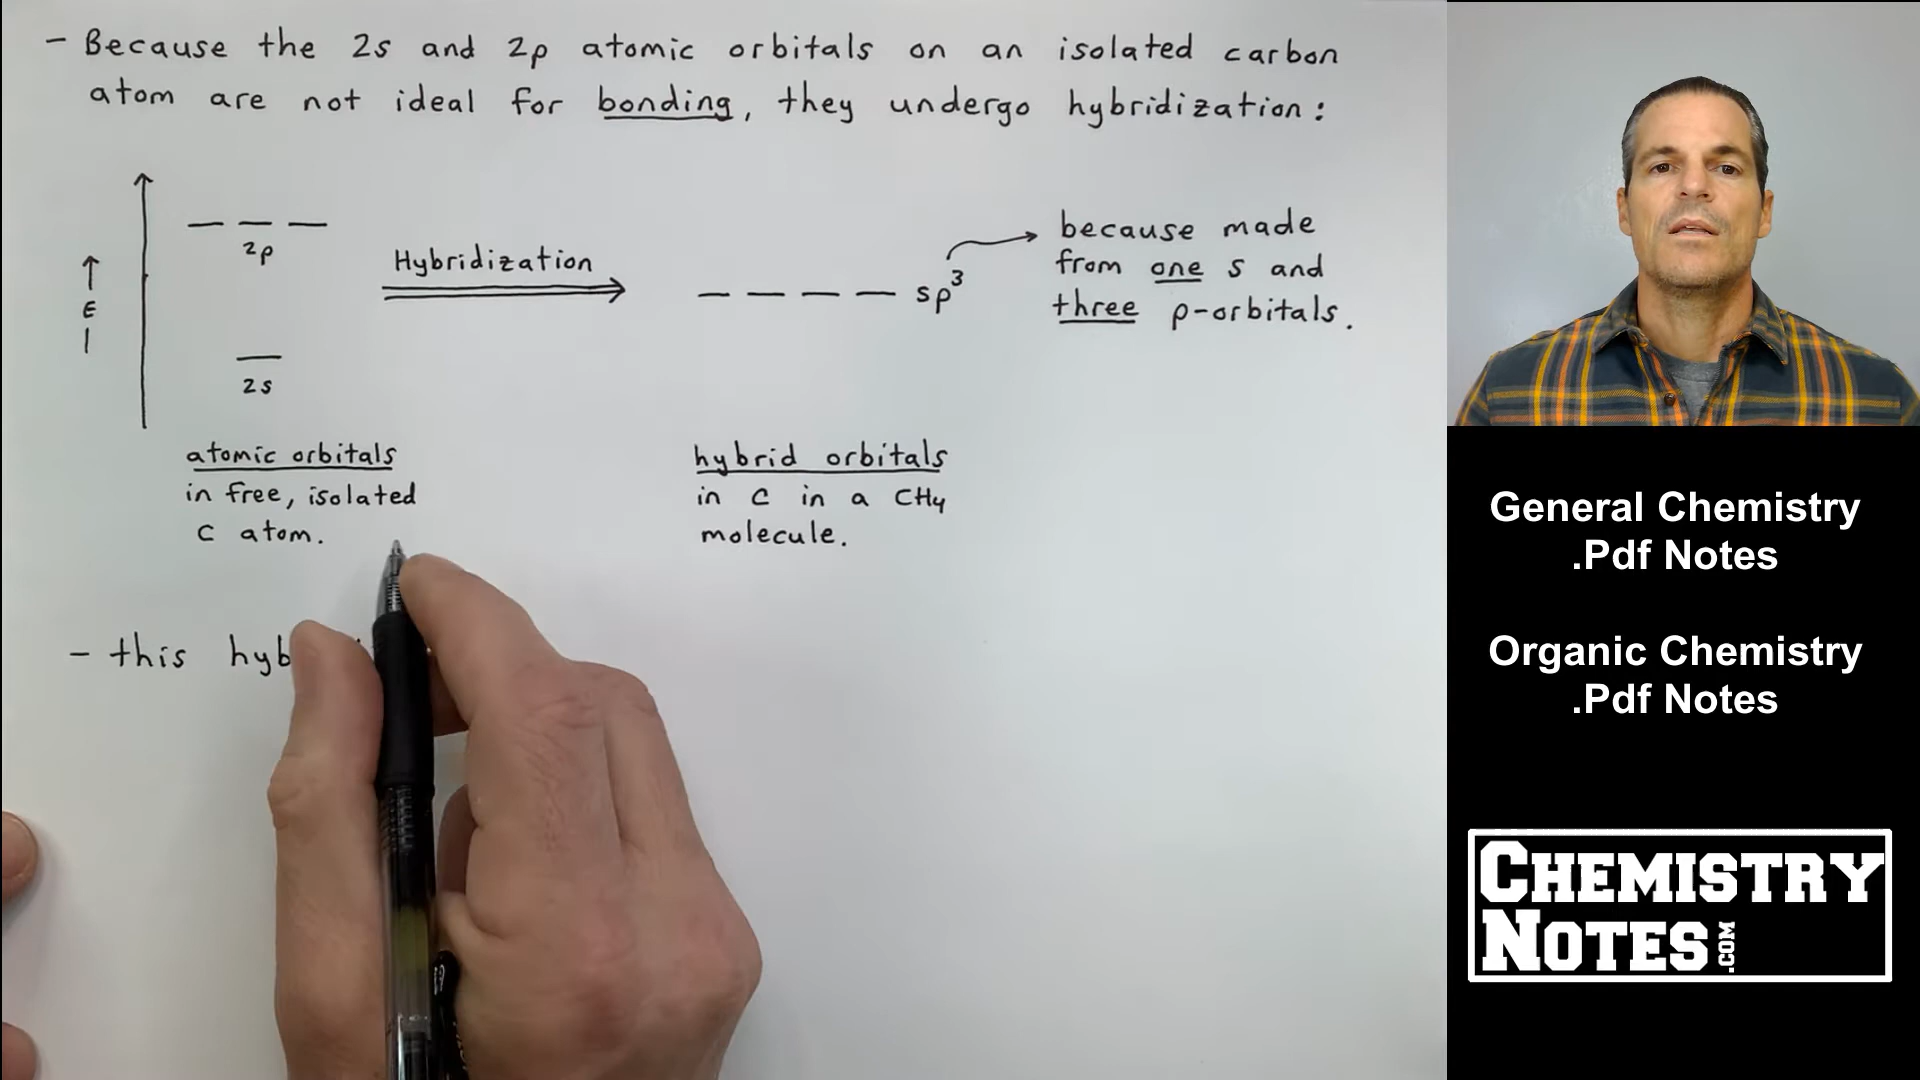 - Because the 2s and 2p atomic orbitals on an isolated carbon
atom are not ideal for bonding, they undergo hybridization:
2p
E
2s
Hybridization
sp³
because made
from one s and
three p-orbitals.
atomic orbitals
in free, isolated
C atom.
hybrid orbitals
in C in a CH4
molecule.
- this
General Chemistry
.Pdf Notes
Organic Chemistry
.Pdf Notes
CHEMISTRY
NOTES.COM